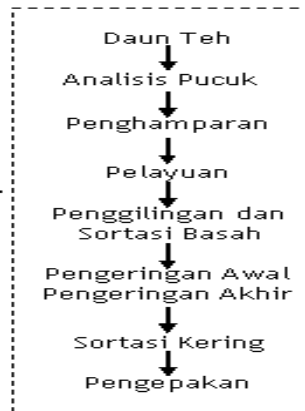 Daun Teh
Analisis Pucuk
Penghamparan
Pelayuan
Penggilingan dan
Sortasi Basah
Pengeringan Awal
Pengeringan Akhir
Sortasi Kering
Pengepakan